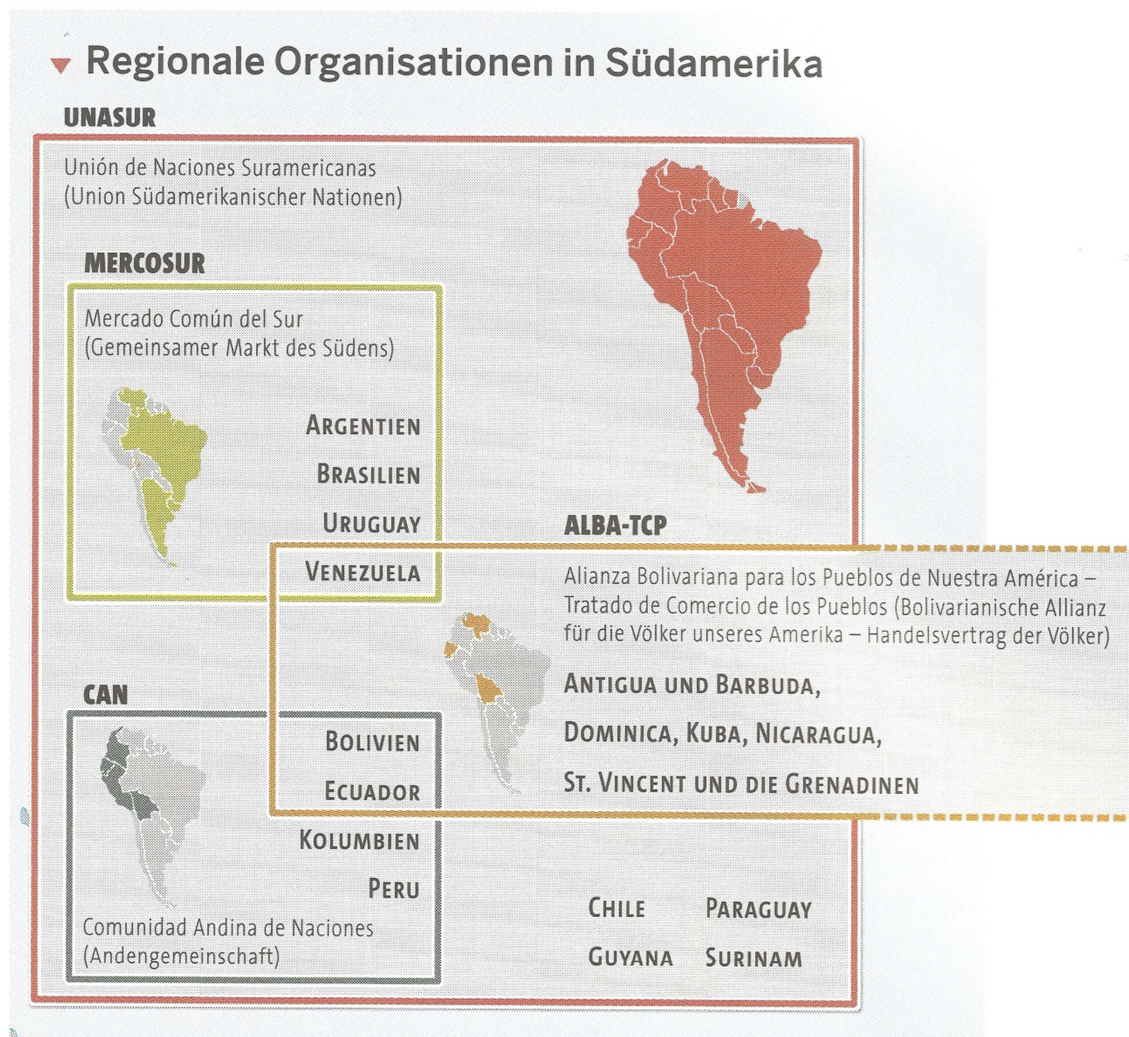 Regionale Organisationen in Südamerika
UNASUR
Unión de Naciones Suramericanas
(Union Südamerikanischer Nationen)
MERCOSUR
Mercado Común del Sur
(Gemeinsamer Markt des Südens)
ARGENTIEN
BRASILIEN
URUGUAY
VENEZUELA
ALBA-TCP
Alianza Bolivariana para los Pueblos de Nuestra América –
Tratado de Comercio de los Pueblos (Bolivarianische Allianz
für die Völker unseres Amerika – Handelsvertrag der Völker)
ANTIGUA UND BARBUDA,
DOMINICA, KUBA, NICARAGUA,
ST. VINCENT UND DIE GRENADINEN
CAN
BOLIVIEN
ECUADOR
KOLUMBIEN
PERU
Comunidad Andina de Naciones
(Andengemeinschaft)
CHILE PARAGUAY
GUYANA SURINAM